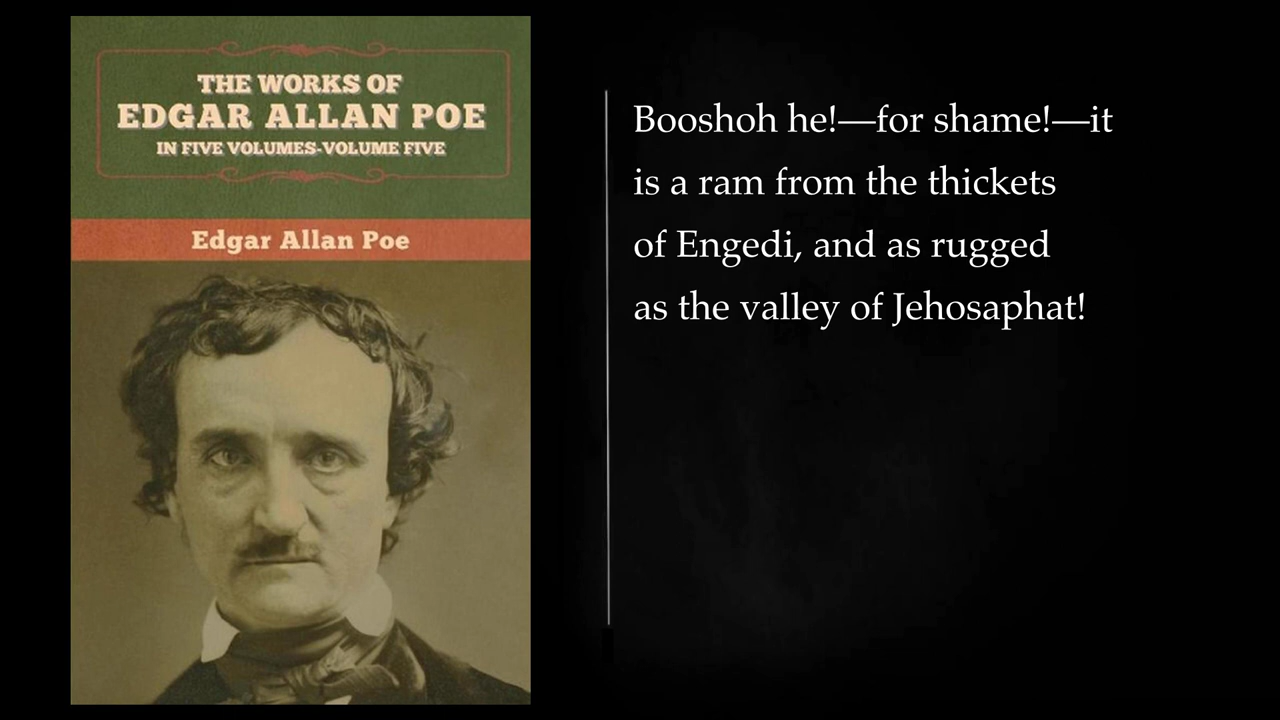 THE WORKS OF
EDGAR ALLAN POE
IN FIVE VOLUMES-VOLUME FIVE
Edgar Allan Poe
Booshoh he!—for shame!—it
is a ram from the thickets
of Engedi, and as rugged
as the valley of Jehosaphat!